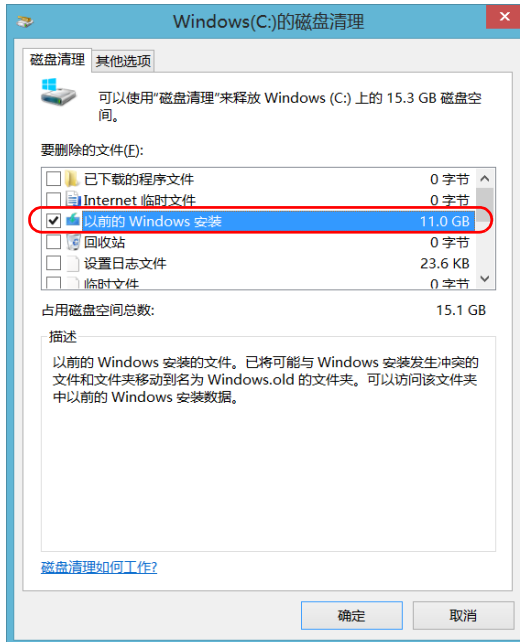 Windows(C:)的磁盘清理
磁盘清理 其他选项
可以使用"磁盘清理"来释放 Windows (C:) 上的 15.3 GB 磁盘空
间。
要删除的文件(F):
已下载的程序文件 0 字节
Internet 临时文件 0 字节
以前的 Windows 安装 11.0 GB
回收站 0 字节
设置日志文件 23.6 KB
临时文件 0 字节
占用磁盘空间总数: 15.1 GB
描述
以前的 Windows 安装的文件。已将可能与 Windows 安装发生冲突的
文件和文件夹移动到名为 Windows.old 的文件夹。可以访问该文件夹
中以前的 Windows 安装数据。
磁盘清理如何工作?
确定 取消